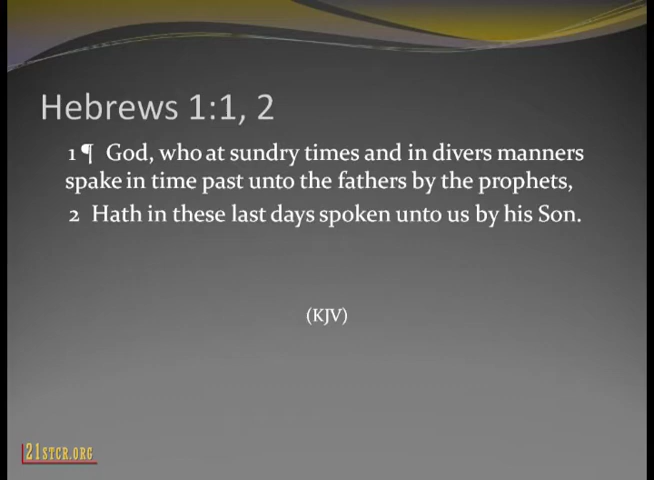 Hebrews 1:1, 2
1 ¶ God, who at sundry times and in divers manners
spake in time past unto the fathers by the prophets,
2 Hath in these last days spoken unto us by his Son.
(KJV)
21STCR.ORG